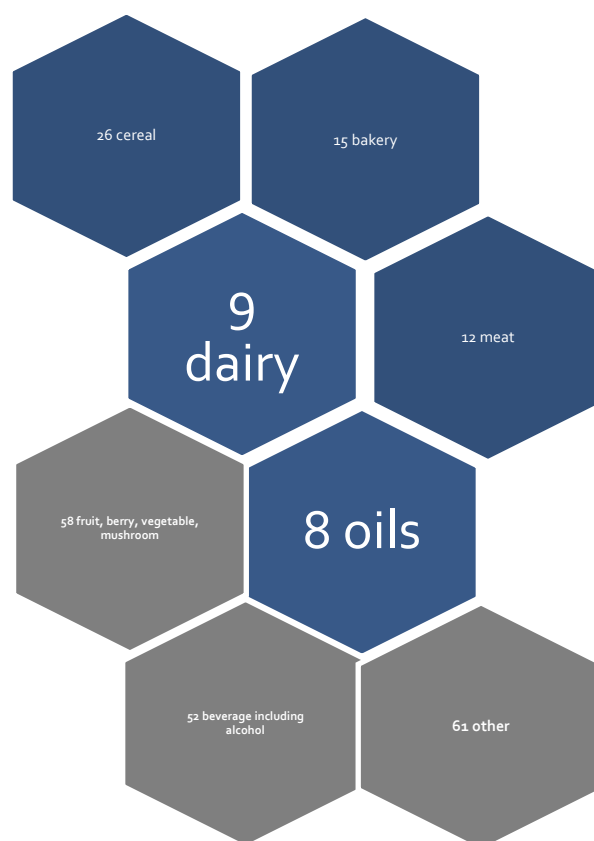 26 cereal
15 bakery
9
dairy
12 meat
58 fruit, berry, vegetable,
mushroom
8 oils
52 beverage including
alcohol
61 other